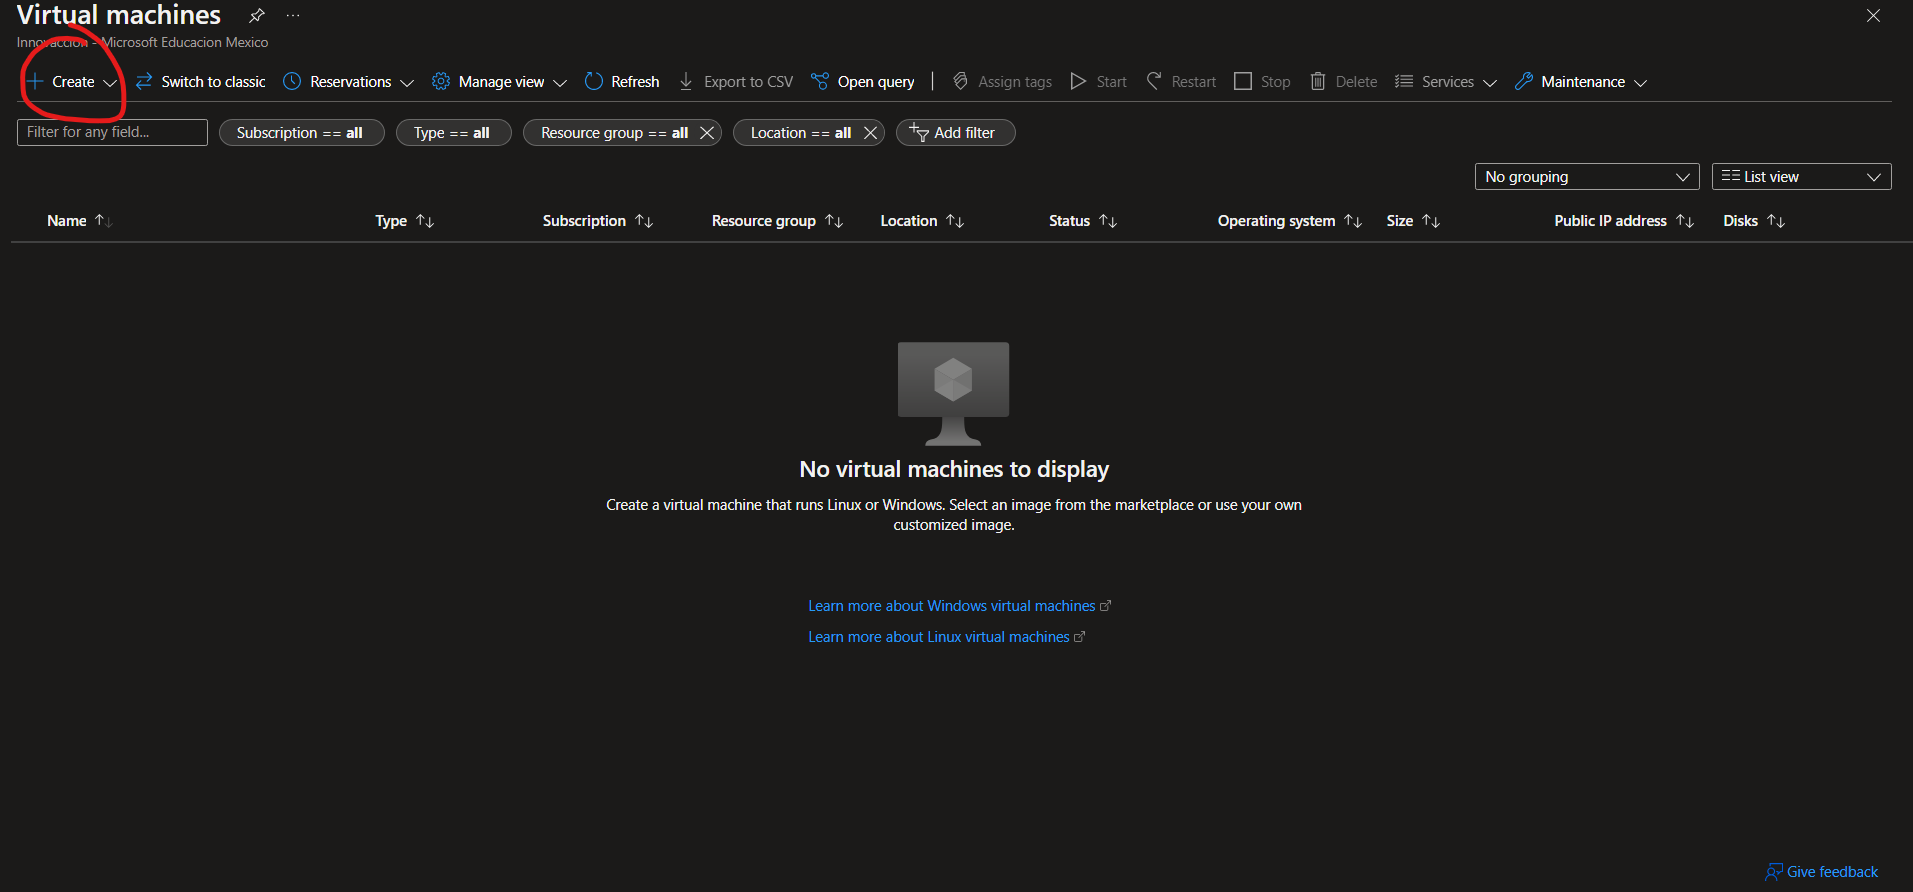 Virtual machines ...
Innovaccion - Microsoft Educacion Mexico
Create Switch to classic Reservations Manage view Refresh Export to CSV Open query Assign tags Start Restart Stop Delete Services Maintenance
Filter for any field... Subscription == all Type == all Resource group == all Location == all Add filter
No grouping List view
Name Type Subscription Resource group Location Status Operating system Size Public IP address Disks
No virtual machines to display
Create a virtual machine that runs Linux or Windows. Select an image from the marketplace or use your own
customized image.
Learn more about Windows virtual machines
Learn more about Linux virtual machines
Give feedback